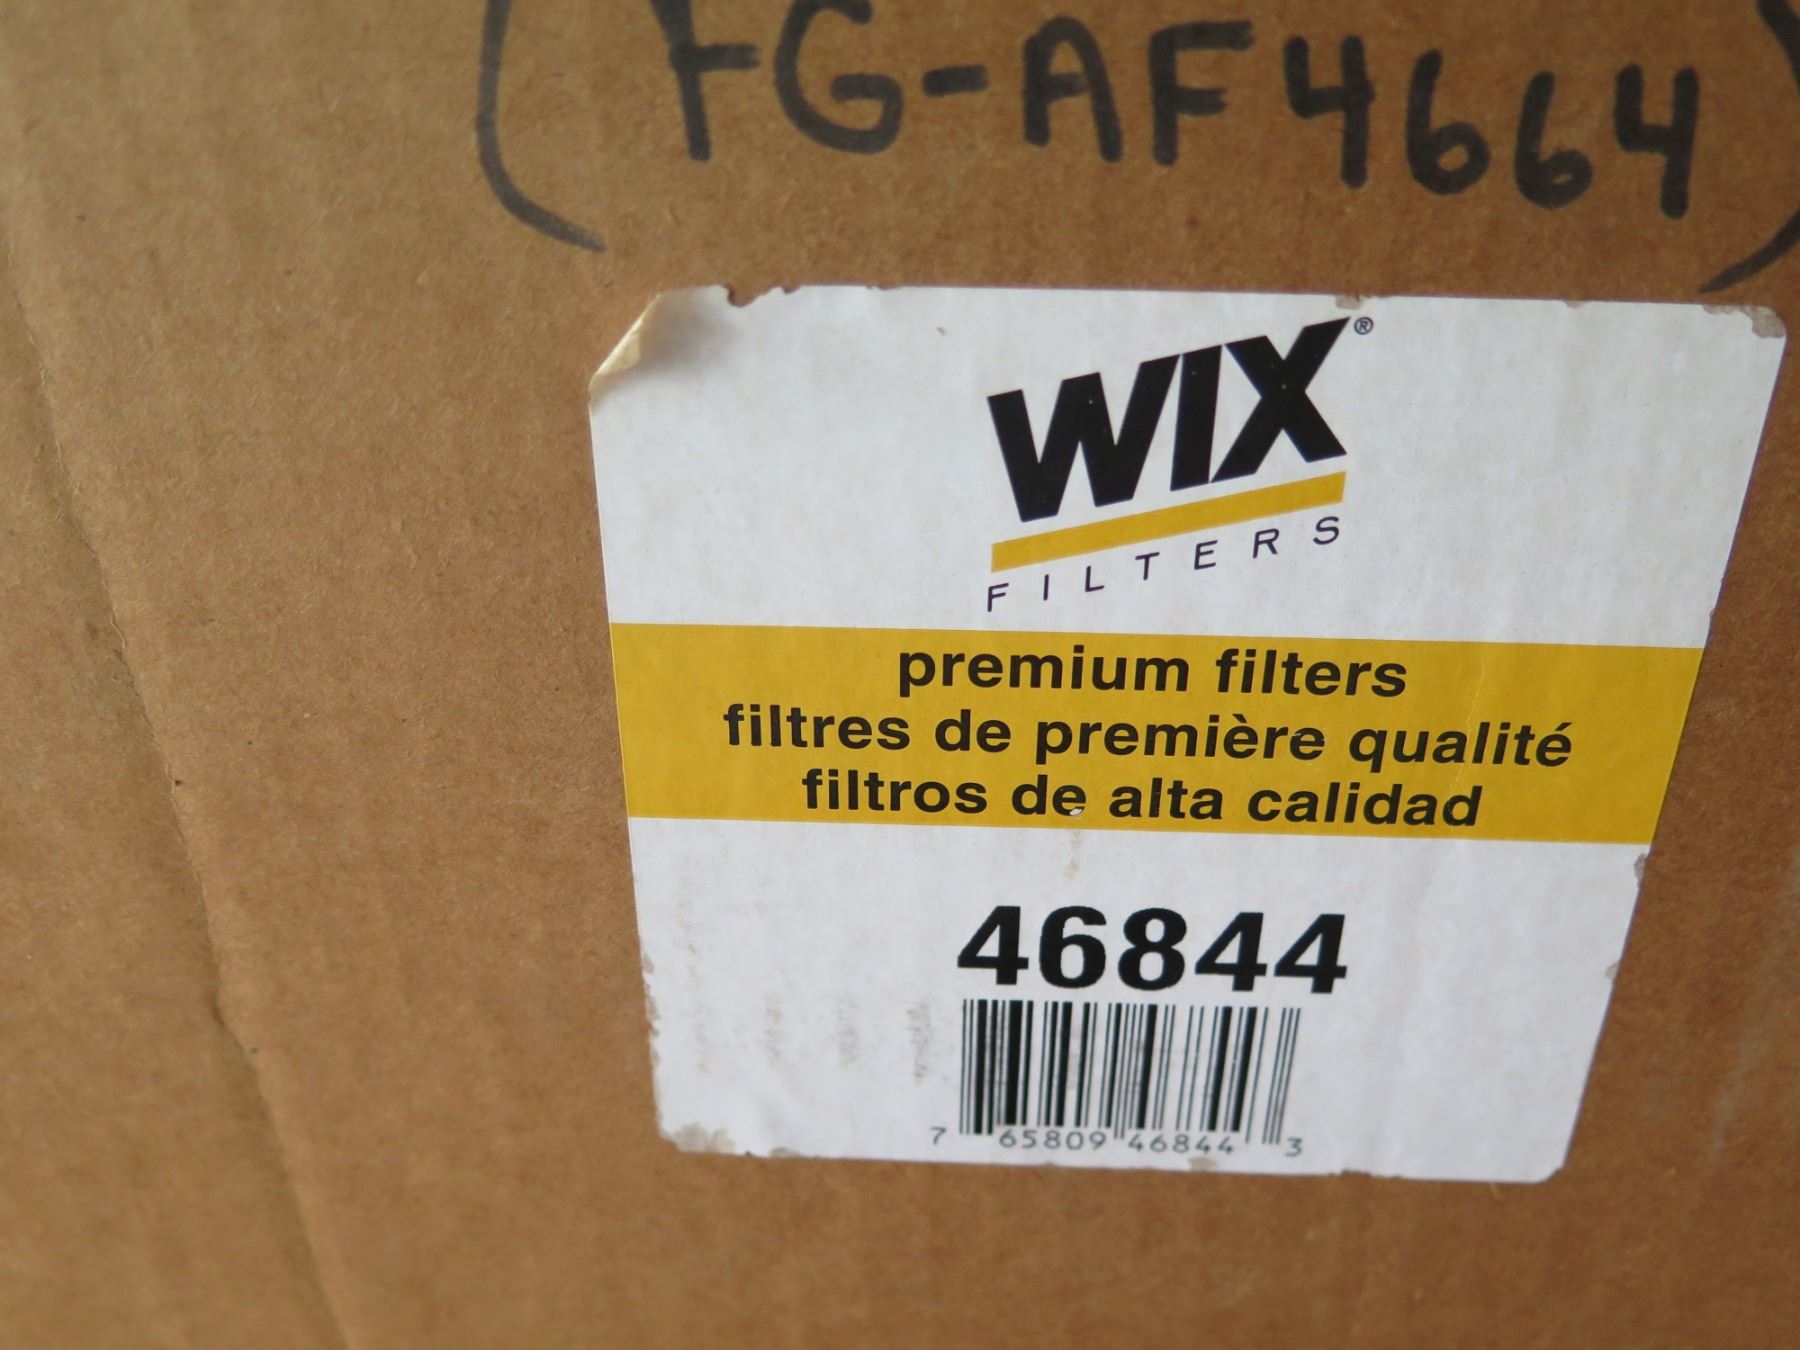 (FG-AF4664)
WIX®
FILTERS
premium filters
filtres de première qualité
filtros de alta calidad
46844
7 65809 46844 3